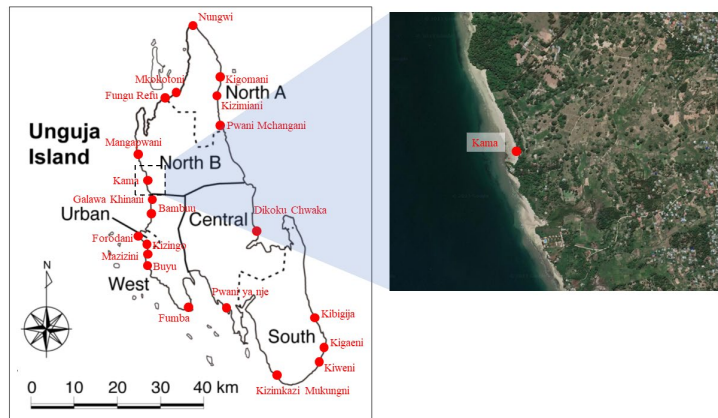 Nungwi
Mkokotoni
Kigomani
North A
Fungu Refu
Kizimiani
Pwani Mchangani
Unguja
Island
Mangapwani
North B
Kama
Galawa Khinani
Urban
Bambuu
Central
Dikoku Chwaka
Forodani
Kizingo
Mazizini
Buyu
West
Pwani ya nje
Fumba
Kibigija
South
Kigaeni
Kiweni
Kizimkazi Mukungni
N
0 10 20 30 40 km
Kama